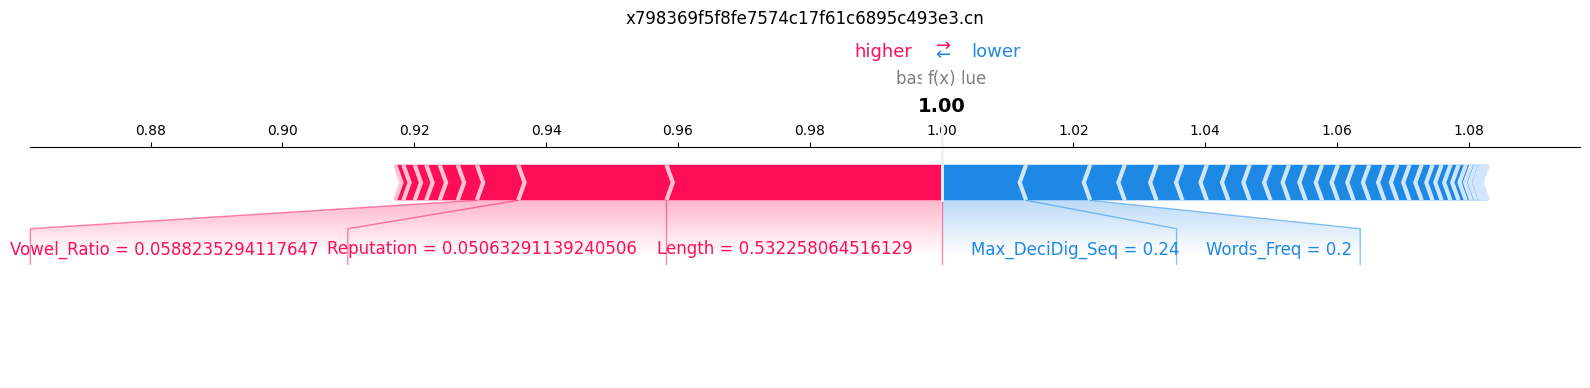 x798369f5f8fe7574c17f61c6895c493e3.cn
higher ⇄ lower
bas f(x) lue
1.00
0.88 0.90 0.92 0.94 0.96 0.98 1.00 1.02 1.04 1.06 1.08
Vowel_Ratio = 0.0588235294117647 Reputation = 0.05063291139240506 Length = 0.532258064516129 Max_DeciDig_Seq = 0.24 Words_Freq = 0.2